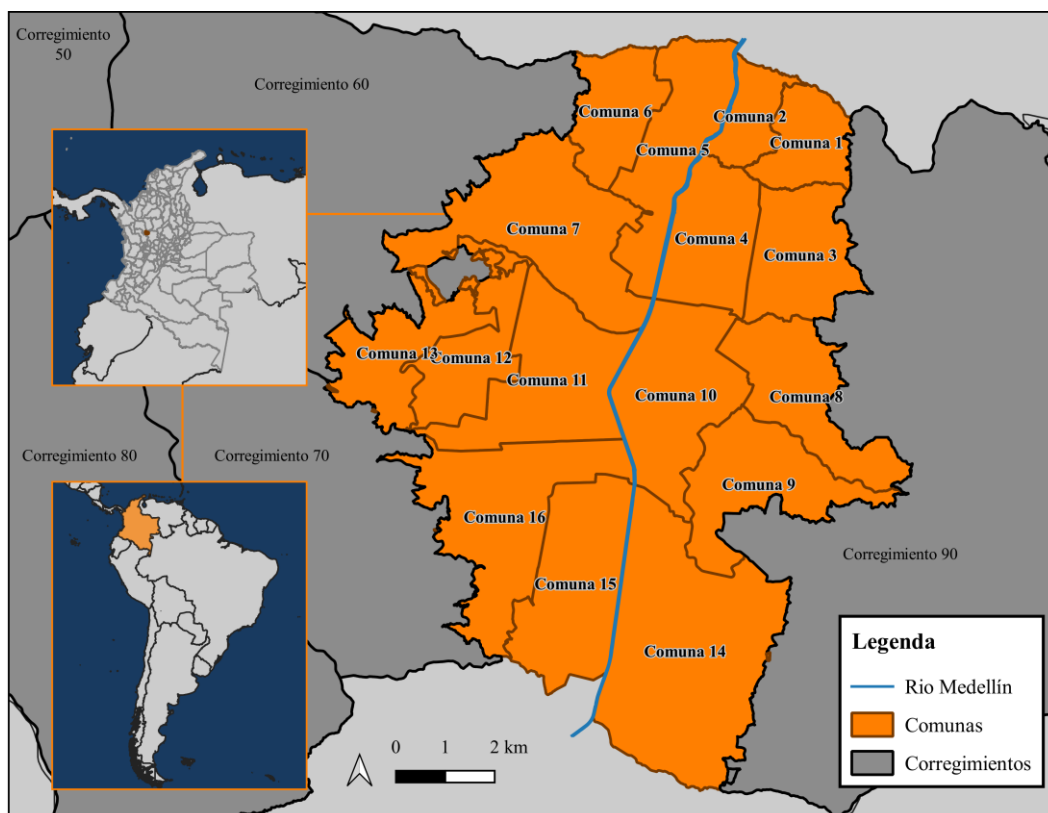 Corregimiento
50
Corregimiento 60
Comuna 6
Comuna 2
Comuna 1
Comuna 5
Comuna 7
Comuna 4
Comuna 3
Comuna 13
Comuna 12
Comuna 11
Comuna 10
Comuna 8
Corregimiento 80
Corregimiento 70
Comuna 9
Comuna 16
Corregimiento 90
Comuna 15
Comuna 14
Legenda
Rio Medellín
Comunas
Corregimientos
0 1 2 km